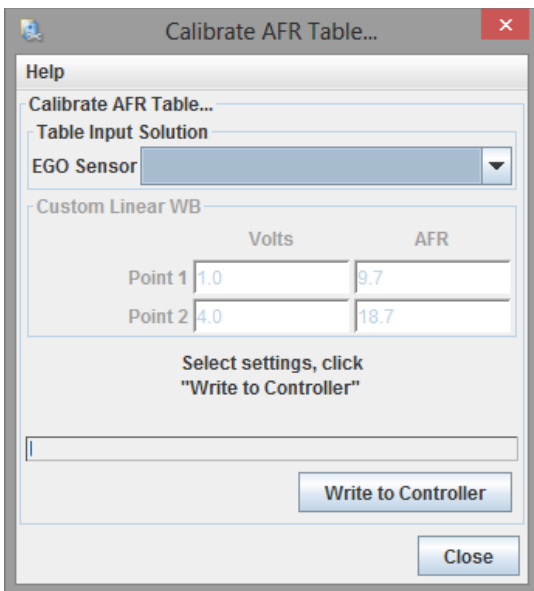 Calibrate AFR Table...
Help
Calibrate AFR Table...
Table Input Solution
EGO Sensor
Custom Linear WB
Volts AFR
Point 1 1.0 9.7
Point 2 4.0 18.7
Select settings, click
"Write to Controller"
Write to Controller
Close